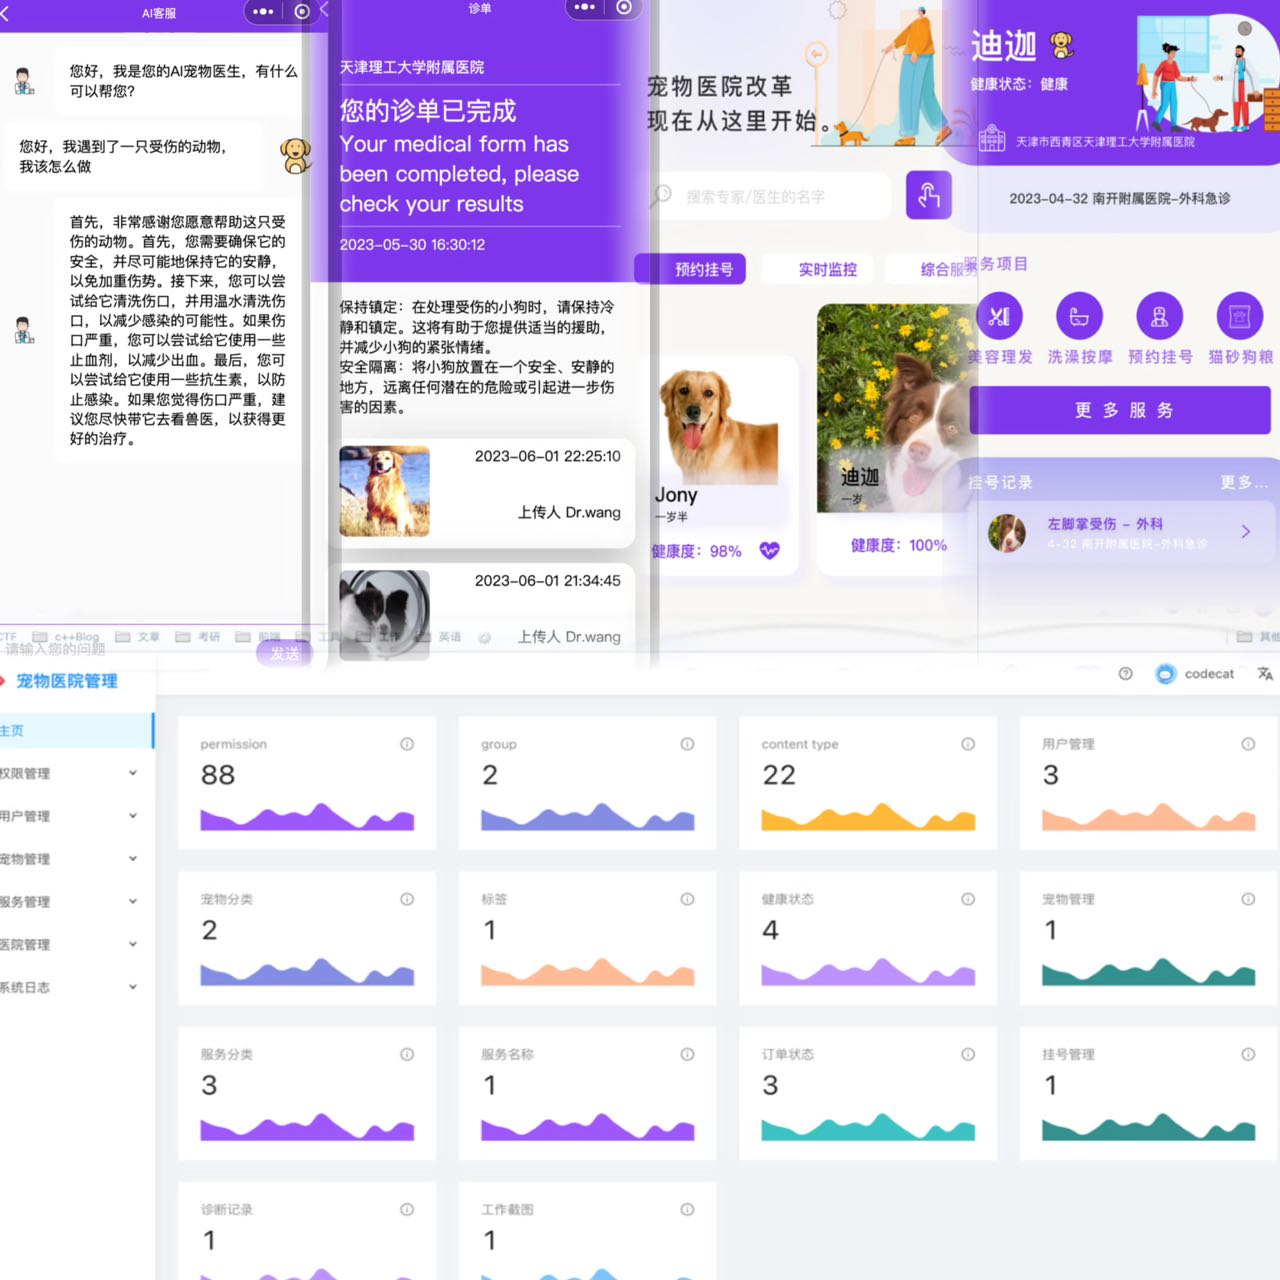 AI客服
您好，我是您的AI宠物医生，有什么
可以帮您？
您好，我遇到了一只受伤的动物，
我该怎么做
首先，非常感谢您愿意帮助这只受
伤的动物。首先，您需要确保它的
安全，并尽可能地保持它的安静，
以免加重伤势。接下来，您可以尝
试给它清洗伤口，并用温水清洗伤
口，以减少感染的可能性。如果伤
口严重，您可以尝试给它使用一些
止血剂，以减少出血。最后，您可
以尝试给它使用一些抗生素，以防
止感染。如果您觉得伤口严重，建
议您尽快带它去看兽医，以获得更
好的治疗。
请输入您的问题
发送
诊单
天津理工大学附属医院
您的诊单已完成
Your medical form has
been completed, please
check your results
2023-05-30 16:30:12
保持镇定：在处理受伤的小狗时，请保持冷
静和镇定。这将有助于您提供适当的援助，
并减少小狗的紧张情绪。
安全隔离：将小狗放置在一个安全、安静的
地方，远离任何潜在的危险或引起进一步伤
害的因素。
2023-06-01 22:25:10
上传人 Dr.wang
2023-06-01 21:34:45
上传人 Dr.wang
宠物医院改革
现在从这里开始。
搜索专家/医生的名字
预约挂号
实时监控
综合服务
Jony
一岁半
健康度：98%
迪迦
一岁
健康度：100%
迪迦
健康状态：健康
天津市西青区天津理工大学附属医院
2023-04-32 南开附属医院-外科急诊
服务项目
美容理发
洗澡按摩
预约挂号
猫砂狗粮
更多服务
挂号记录
更多...
左脚掌受伤 - 外科
4-32 南开附属医院-外科急诊
CTF
c++Blog
文章
考研
前端
工具
工作
英语
其他
宠物医院管理
codecat
主页
权限管理
用户管理
宠物管理
服务管理
医院管理
系统日志
permission
88
group
2
content type
22
用户管理
3
宠物分类
2
标签
1
健康状态
4
宠物管理
1
服务分类
3
服务名称
1
订单状态
3
挂号管理
1
诊断记录
1
工作截图
1